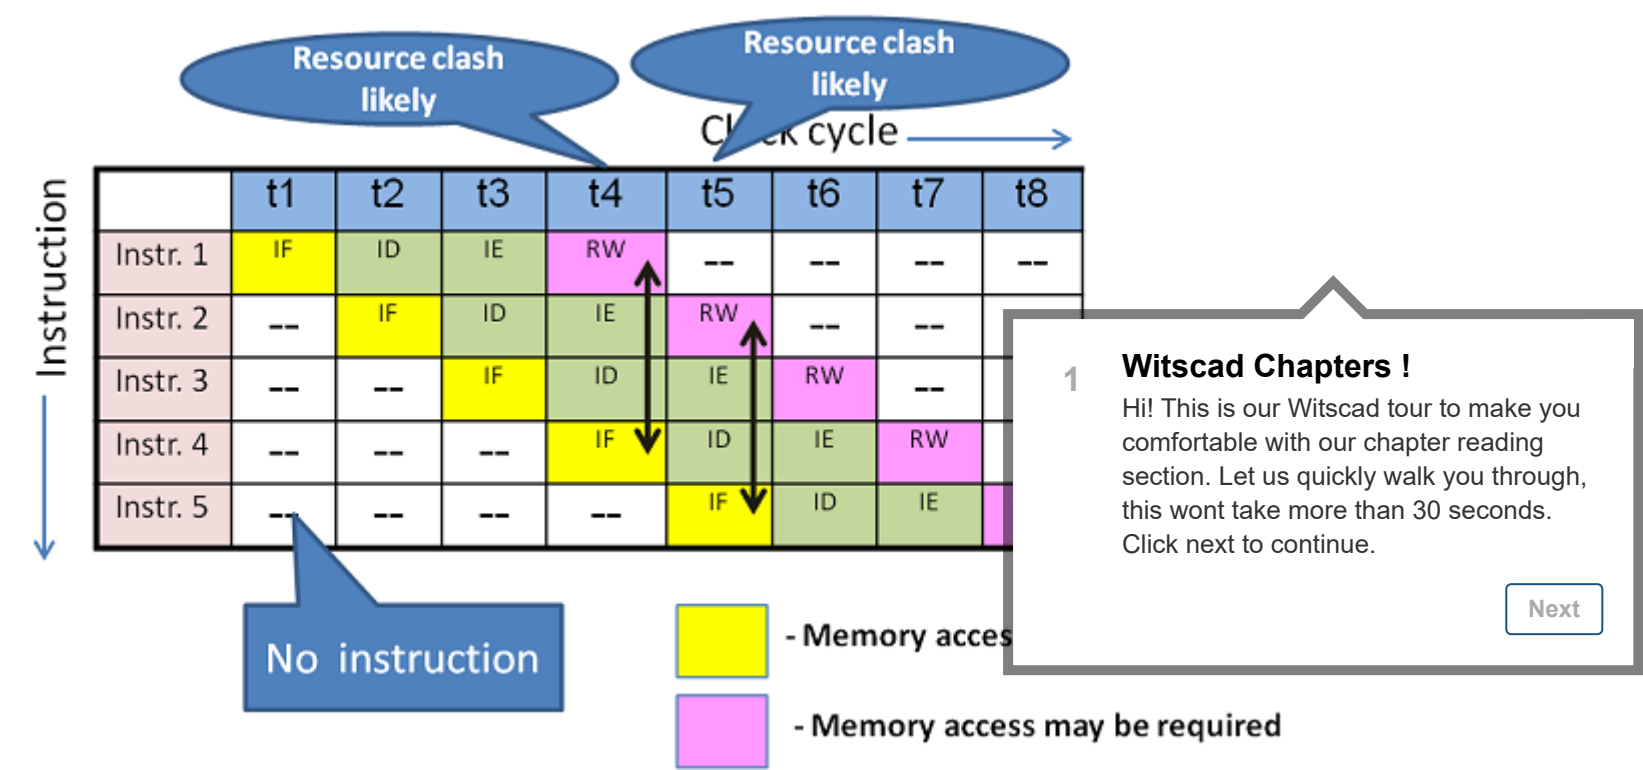 Resource clash
likely
Resource clash
likely
cycle
Instruction
t1 t2 t3 t4 t5 t6 t7 t8
Instr. 1 IF ID IE RW -- -- -- --
Instr. 2 -- IF ID IE RW -- --
Instr. 3 -- -- IF ID IE RW --
Instr. 4 -- -- -- IF ID IE RW
Instr. 5 -- -- -- -- IF ID IE
No instruction
- Memory acces
- Memory access may be required
1
Witscad Chapters !
Hi! This is our Witscad tour to make you
comfortable with our chapter reading
section. Let us quickly walk you through,
this wont take more than 30 seconds.
Click next to continue.
Next